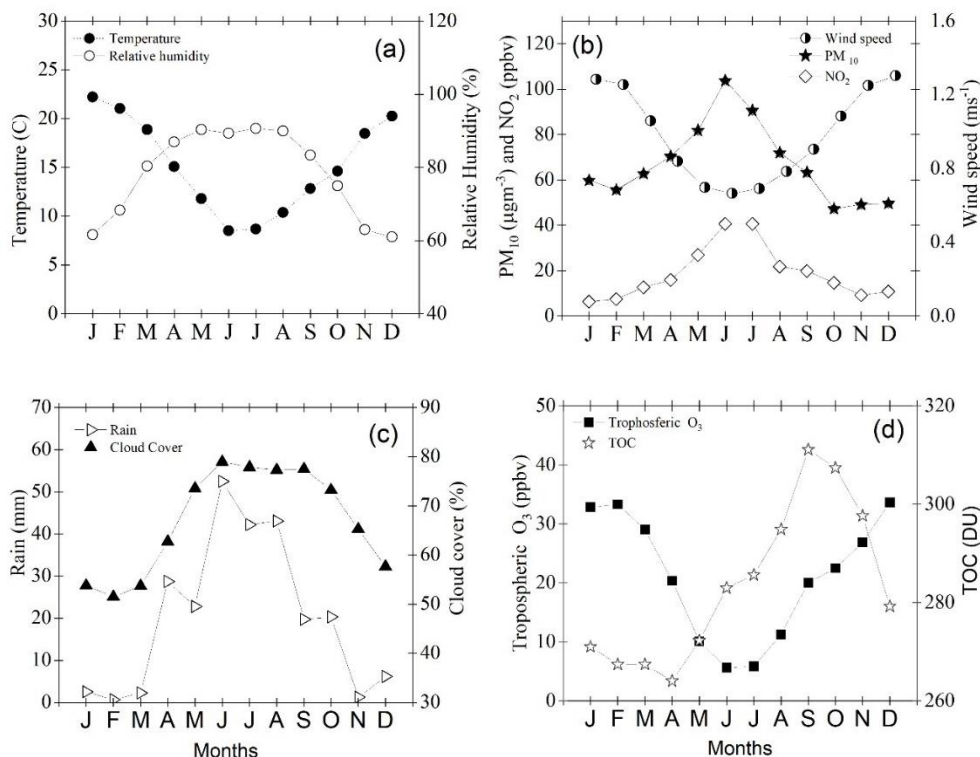 30
25
20
15
10
5
0
Temperature (C)
Temperature
Relative humidity
(a)
120
100
80
60
40
Relative Humidity (%)
J F M A M J J A S O N D
120
100
80
60
40
20
0
PM10 (μgm-3) and NO2 (ppbv)
(b)
Wind speed
PM 10
NO2
1.6
1.2
0.8
0.4
0.0
Wind speed (ms-1)
J F M A M J J A S O N D
70
60
50
40
30
20
10
0
Rain (mm)
Rain
Cloud Cover
(c)
90
80
70
60
50
40
30
Cloud cover (%)
J F M A M J J A S O N D
Months
50
40
30
20
10
0
Tropospheric O3 (ppbv)
Trophosferic O3
TOC
(d)
320
300
280
260
TOC (DU)
J F M A M J J A S O N D
Months